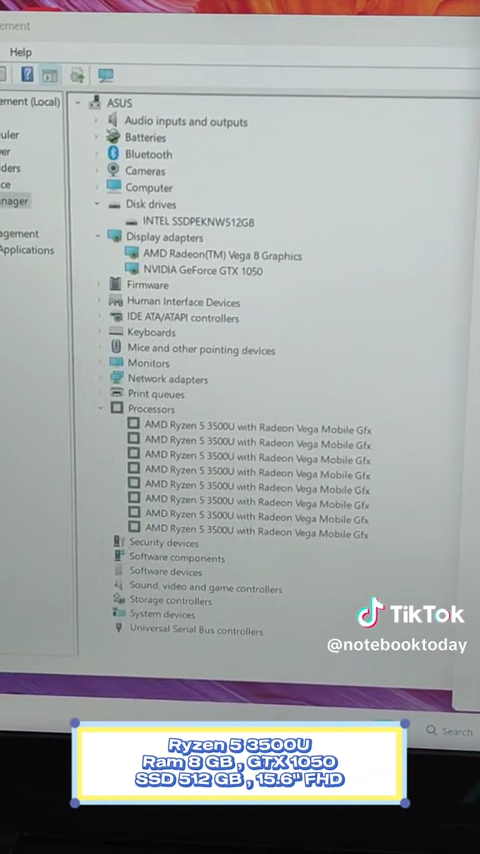 ement
Help
ement (Local)
uler
er
ders
ce
nager
agement
Applications
ASUS
Audio inputs and outputs
Batteries
Bluetooth
Cameras
Computer
Disk drives
INTEL SSDPEKNW512G8
Display adapters
AMD Radeon(TM) Vega 8 Graphics
NVIDIA GeForce GTX 1050
Firmware
Human Interface Devices
IDE ATA/ATAPI controllers
Keyboards
Mice and other pointing devices
Monitors
Network adapters
Print queues
Processors
AMD Ryzen 5 3500U with Radeon Vega Mobile Gfx
AMD Ryzen 5 3500U with Radeon Vega Mobile Gfx
AMD Ryzen 5 3500U with Radeon Vega Mobile Gfx
AMD Ryzen 5 3500U with Radeon Vega Mobile Gfx
AMD Ryzen 5 3500U with Radeon Vega Mobile Gfx
AMD Ryzen 5 3500U with Radeon Vega Mobile Gfx
AMD Ryzen 5 3500U with Radeon Vega Mobile Gfx
AMD Ryzen 5 3500U with Radeon Vega Mobile Gfx
Security devices
Software components
Software devices
Sound, video and game controllers
Storage controllers
System devices
Universal Serial Bus controllers
TikTok
@notebooktoday
Search
Ryzen 5 3500U
Ram 8 GB , GTX 1050
SSD 512 GB , 15.6" FHD